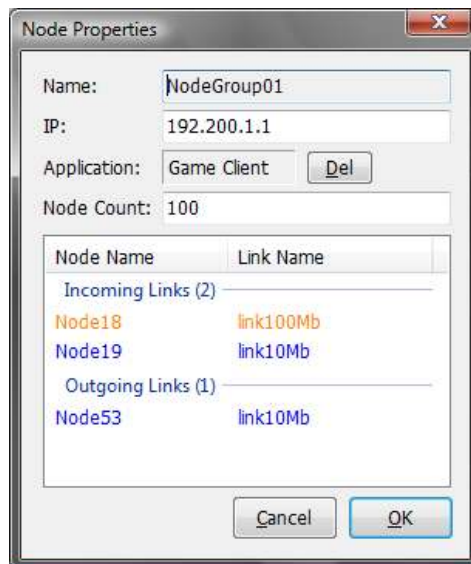 Node Properties
Name: NodeGroup01
IP: 192.200.1.1
Application: Game Client Del
Node Count: 100
Node Name Link Name
Incoming Links (2)
Node18 link100Mb
Node19 link10Mb
Outgoing Links (1)
Node53 link10Mb
Cancel OK